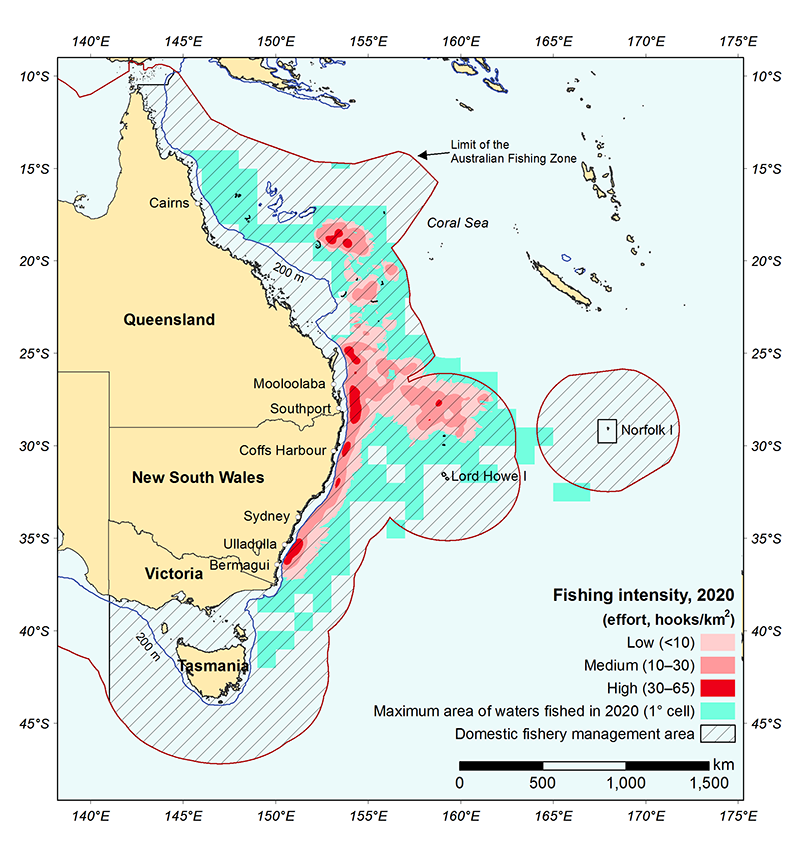 140°E 145°E 150°E 155°E 160°E 165°E 170°E 175°E
10°S
Limit of the
Australian Fishing Zone
15°S
Cairns
Coral Sea
20°S
200 m
Queensland
25°S
Mooloolaba
Southport
Norfolk I
30°S
Coffs Harbour
Lord Howe I
New South Wales
Sydney
35°S
Ulladulla
Bermagui
Victoria
Fishing intensity, 2020
(effort, hooks/km²)
40°S
Low (<10)
200 m
Tasmania
Medium (10–30)
High (30–65)
Maximum area of waters fished in 2020 (1° cell)
45°S
Domestic fishery management area
km
0 500 1,000 1,500
140°E 145°E 150°E 155°E 160°E 165°E 170°E 175°E
10°S
15°S
20°S
25°S
30°S
35°S
40°S
45°S